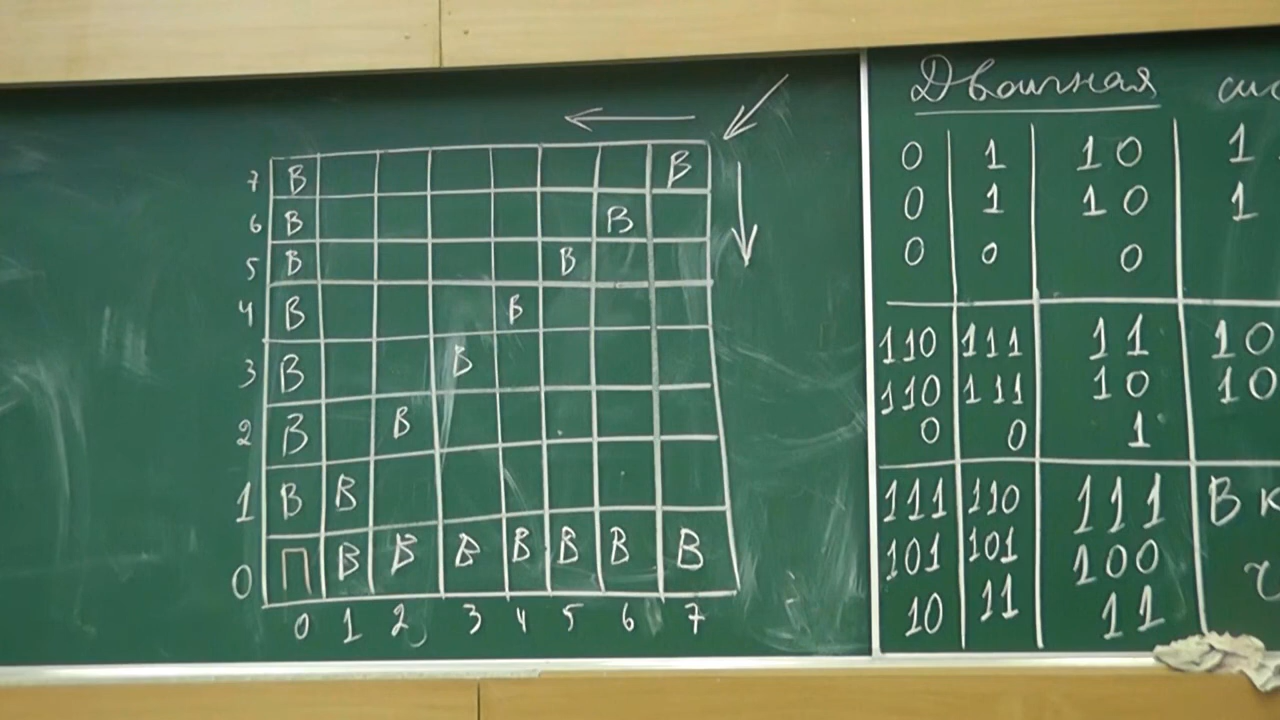 7 В В
6 В В
5 В В
4 В В
3 В В
2 В В
1 В В
0 П В В В В В В В
0 1 2 3 4 5 6 7
Двоичная
0 1 10 1
0 1 10 1
0 0 0
110 111 11 10
110 111 10 10
0 0 1
111 110 111 В к
101 101 100
10 11 11